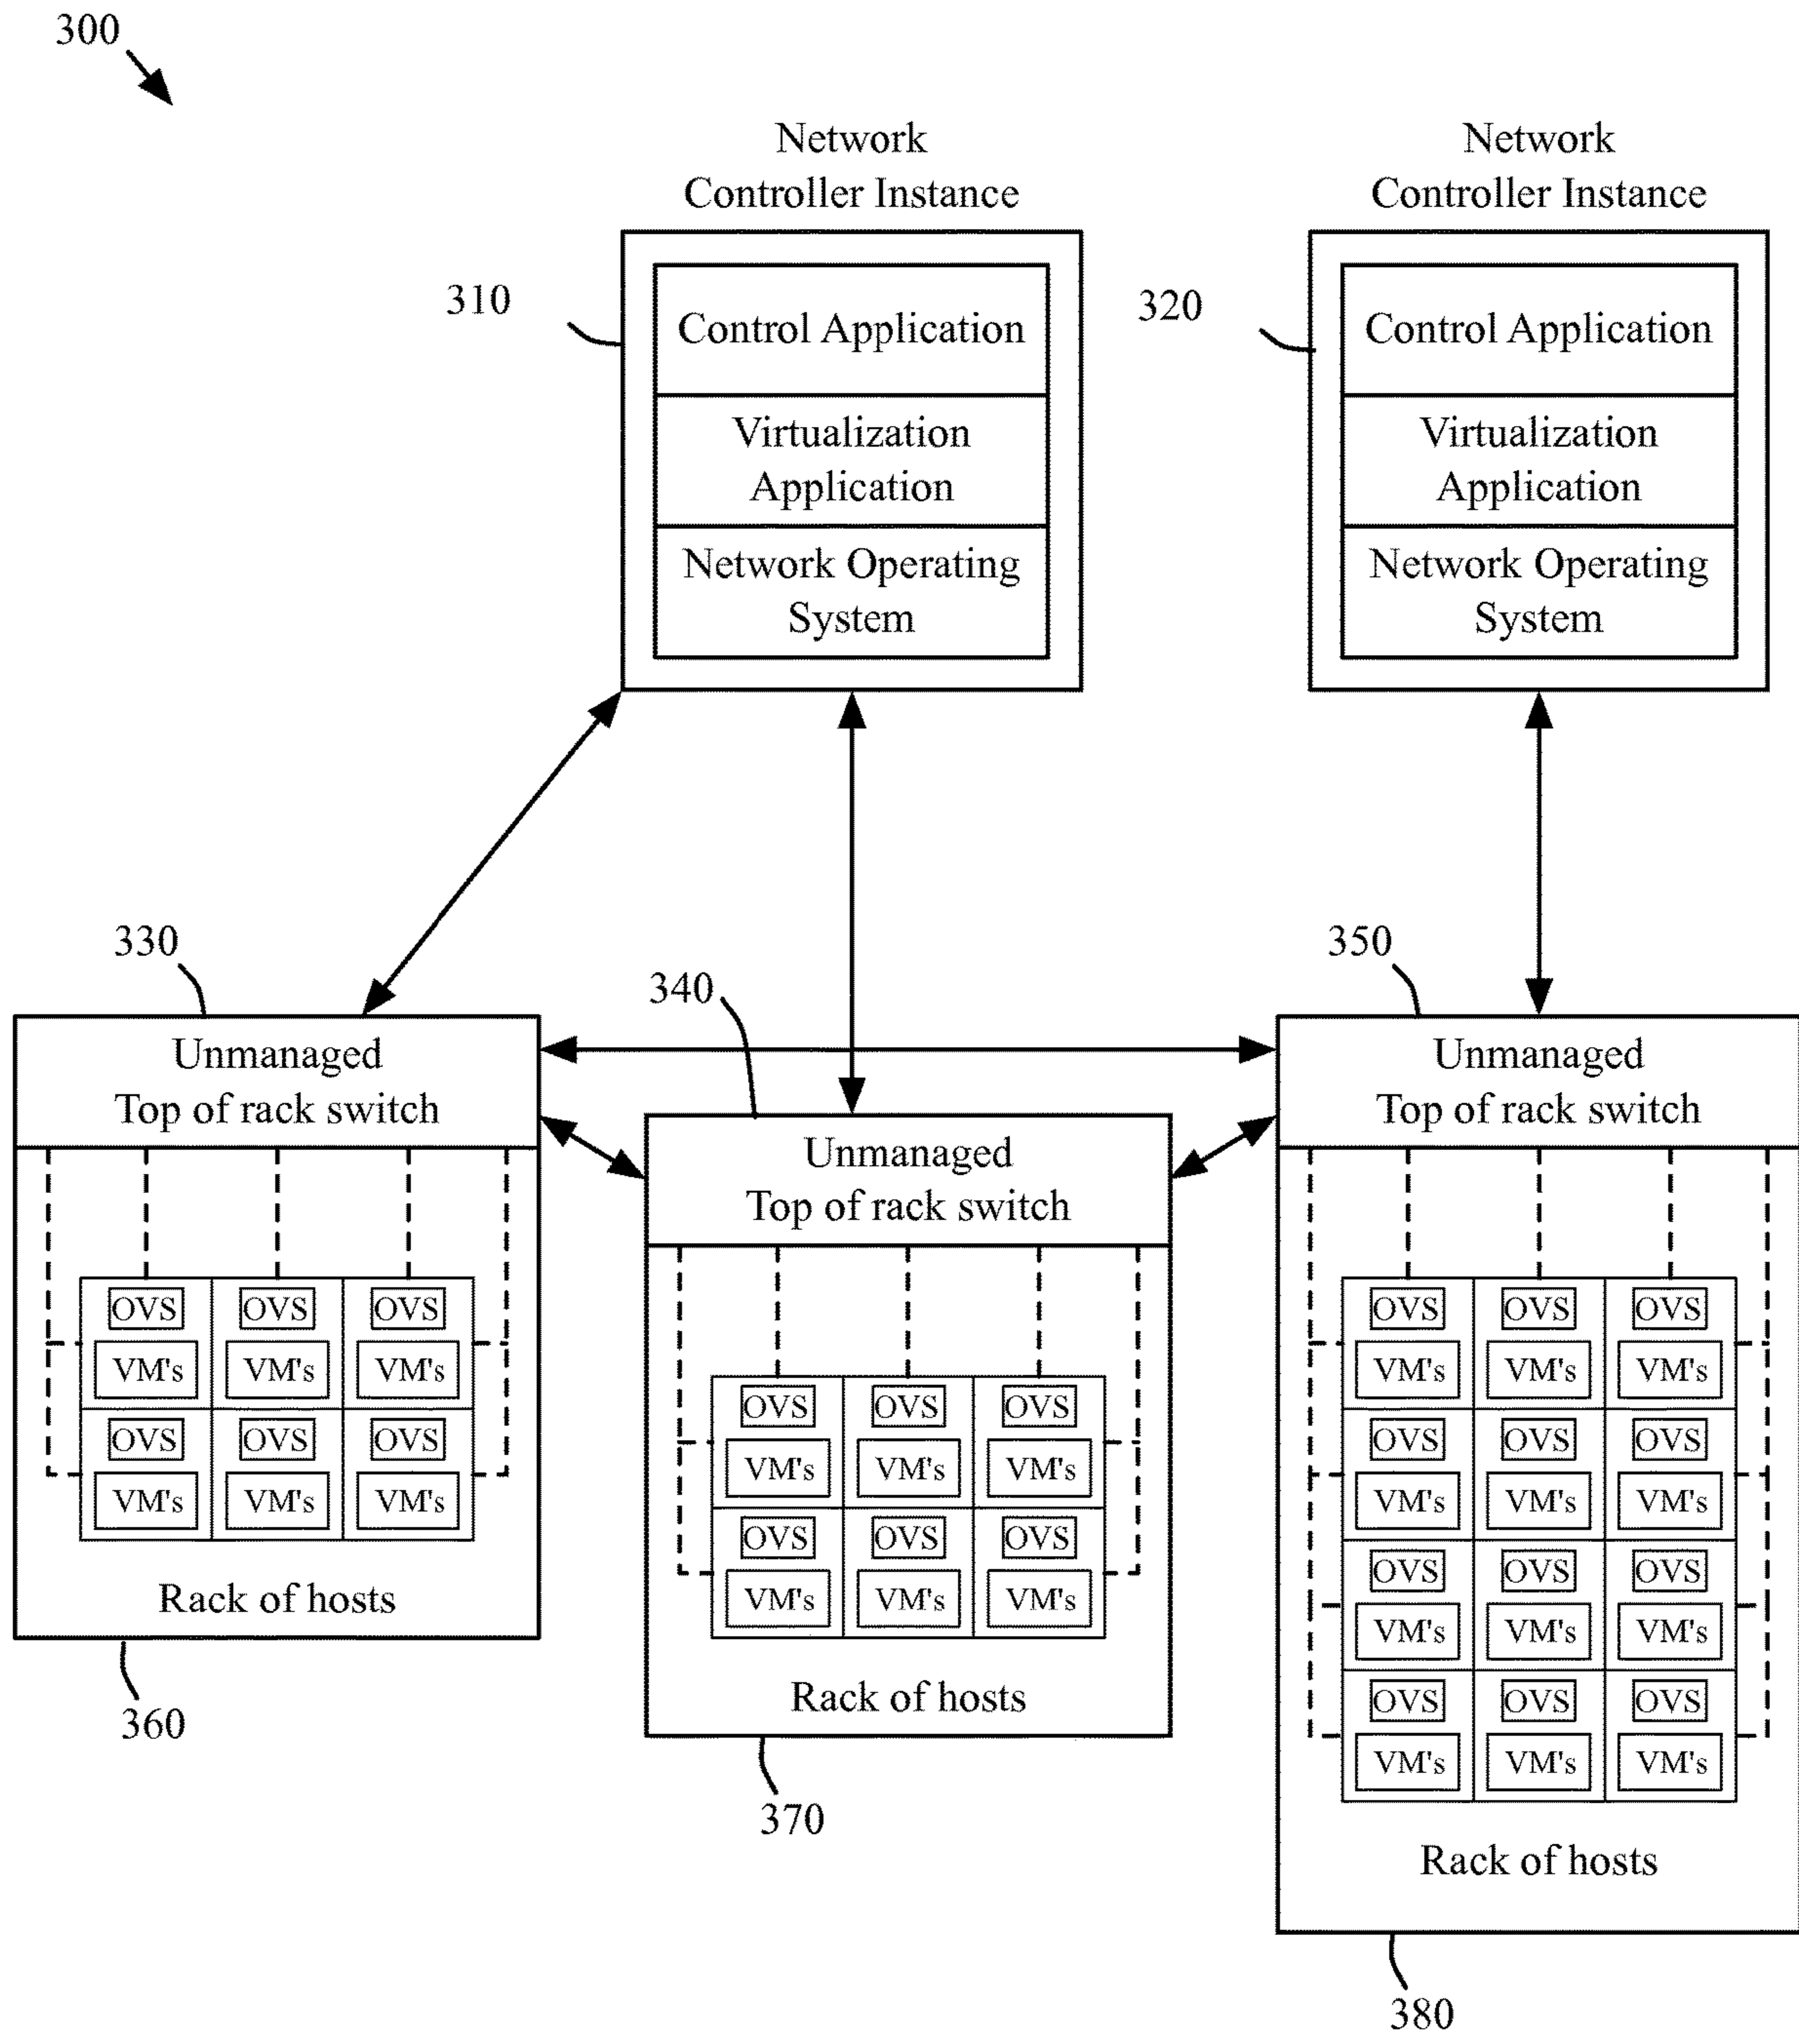 300
Network
Controller Instance
310
Control Application
Virtualization
Application
Network Operating
System
Network
Controller Instance
320
Control Application
Virtualization
Application
Network Operating
System
330
Unmanaged
Top of rack switch
OVS OVS OVS
VM's VM's VM's
OVS OVS OVS
VM's VM's VM's
Rack of hosts
360
340
Unmanaged
Top of rack switch
OVS OVS OVS
VM's VM's VM's
OVS OVS OVS
VM's VM's VM's
Rack of hosts
370
350
Unmanaged
Top of rack switch
OVS OVS OVS
VM's VM's VM's
OVS OVS OVS
VM's VM's VM's
OVS OVS OVS
VM's VM's VM's
OVS OVS OVS
VM's VM's VM's
Rack of hosts
380